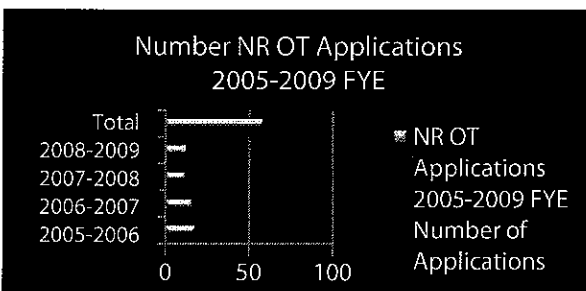 Number NR OT Applications
2005-2009 FYE
Total
2008-2009
2007-2008
2006-2007
2005-2006
0 50 100
NR OT
Applications
2005-2009 FYE
Number of
Applications